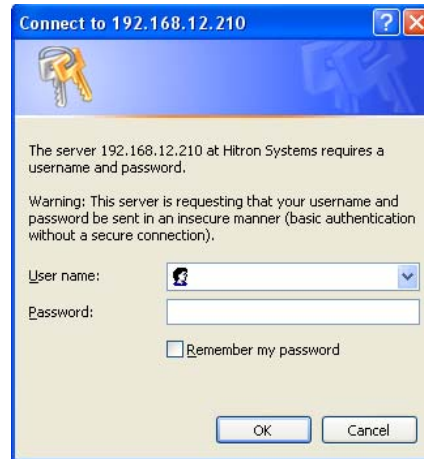 Connect to 192.168.12.210
The server 192.168.12.210 at Hitron Systems requires a
username and password.
Warning: This server is requesting that your username and
password be sent in an insecure manner (basic authentication
without a secure connection).
User name:
Password:
Remember my password
OK Cancel